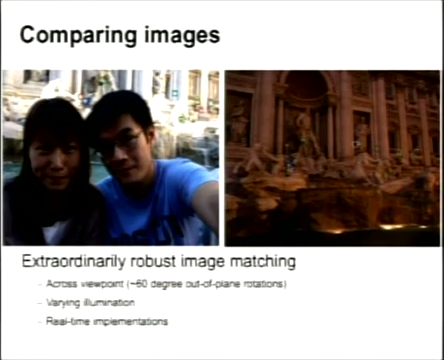 Comparing images
Extraordinarily robust image matching
- Across viewpoint (~60 degree out-of-plane rotations)
- Varying illumination
- Real-time implementations